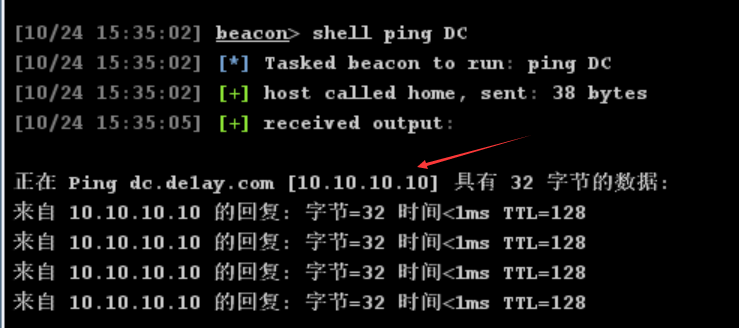 [10/24 15:35:02] beacon> shell ping DC
[10/24 15:35:02] [*] Tasked beacon to run: ping DC
[10/24 15:35:02] [+] host called home, sent: 38 bytes
[10/24 15:35:05] [+] received output:
正在 Ping dc.de1ay.com [10.10.10.10] 具有 32 字节的数据:
来自 10.10.10.10 的回复: 字节=32 时间<1ms TTL=128
来自 10.10.10.10 的回复: 字节=32 时间<1ms TTL=128
来自 10.10.10.10 的回复: 字节=32 时间<1ms TTL=128
来自 10.10.10.10 的回复: 字节=32 时间<1ms TTL=128